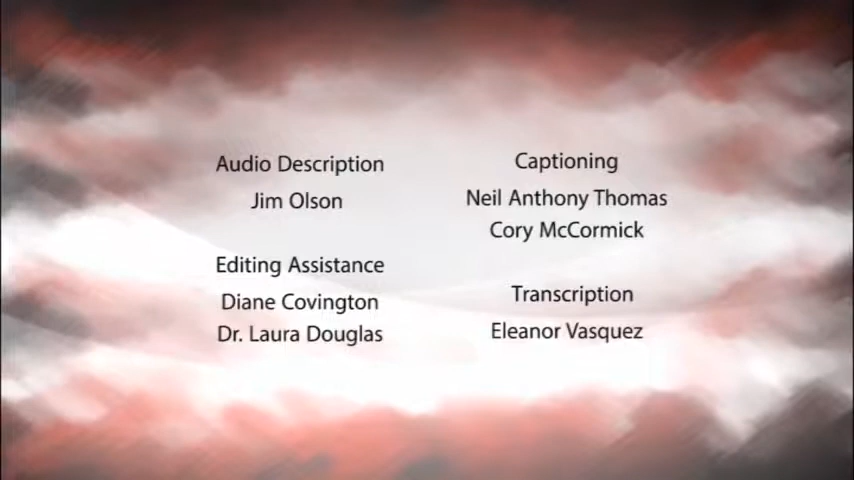 Audio Description
Jim Olson
Editing Assistance
Diane Covington
Dr. Laura Douglas
Captioning
Neil Anthony Thomas
Cory McCormick
Transcription
Eleanor Vasquez